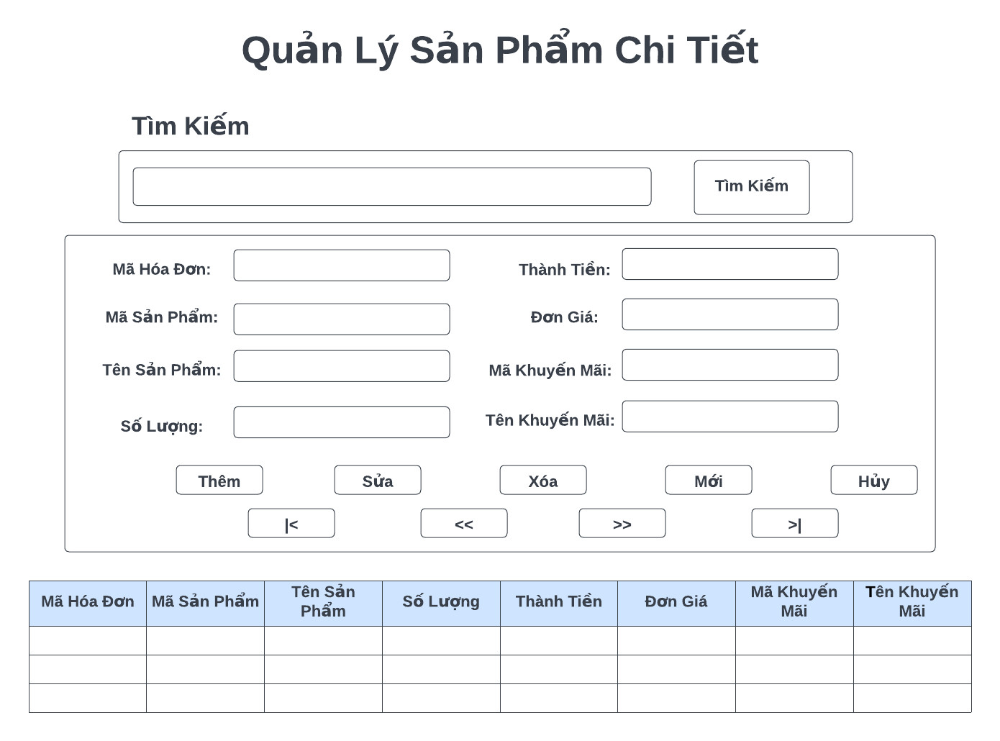 Quản Lý Sản Phẩm Chi Tiết
Tìm Kiếm
Tìm Kiếm
Mã Hóa Đơn:
Thành Tiền:
Mã Sản Phẩm:
Đơn Giá:
Tên Sản Phẩm:
Mã Khuyến Mãi:
Số Lượng:
Tên Khuyến Mãi:
Thêm
Sửa
Xóa
Mới
Hủy
|<
<<
>>
>|
Mã Hóa Đơn
Mã Sản Phẩm
Tên Sản
Phẩm
Số Lượng
Thành Tiền
Đơn Giá
Mã Khuyến
Mãi
Tên Khuyến
Mãi